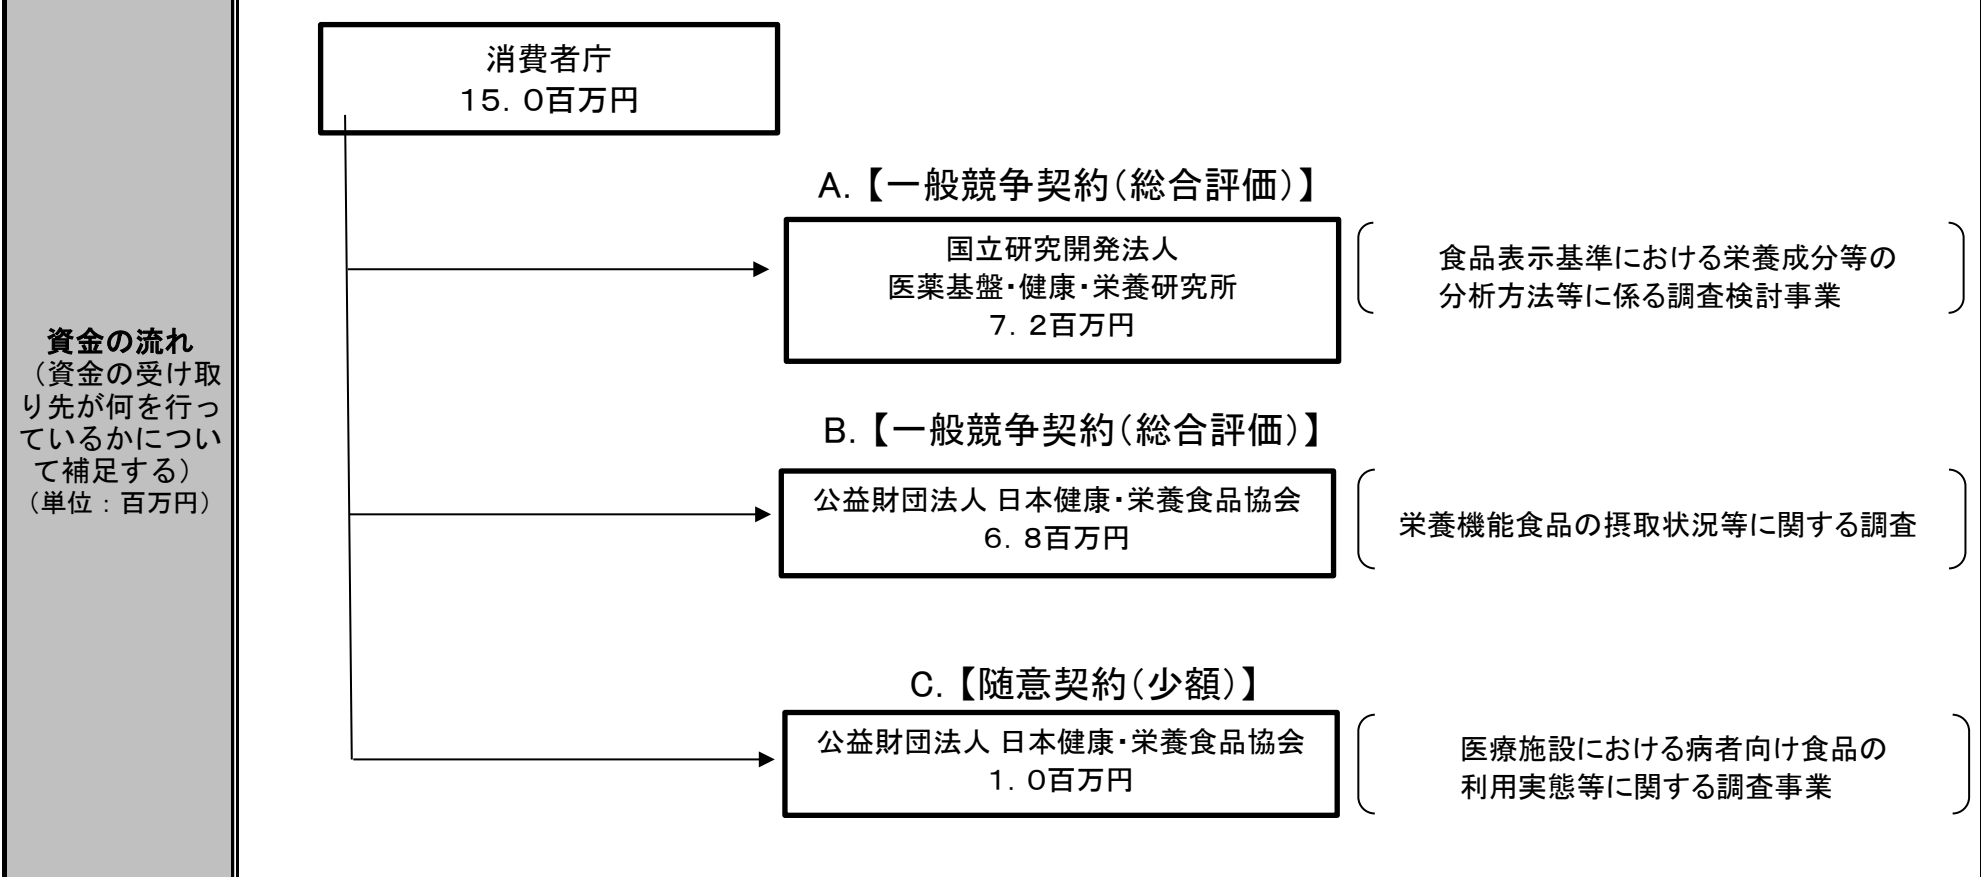 資金の流れ
（資金の受け取
り先が何を行っ
ているかについ
て補足する）
（単位：百万円）
消費者庁
１５．０百万円
A.【一般競争契約（総合評価）】
国立研究開発法人
医薬基盤・健康・栄養研究所
７．２百万円
食品表示基準における栄養成分等の
分析方法等に係る調査検討事業
B.【一般競争契約（総合評価）】
公益財団法人 日本健康・栄養食品協会
６．８百万円
栄養機能食品の摂取状況等に関する調査
C.【随意契約（少額）】
公益財団法人 日本健康・栄養食品協会
１．０百万円
医療施設における病者向け食品の
利用実態等に関する調査事業